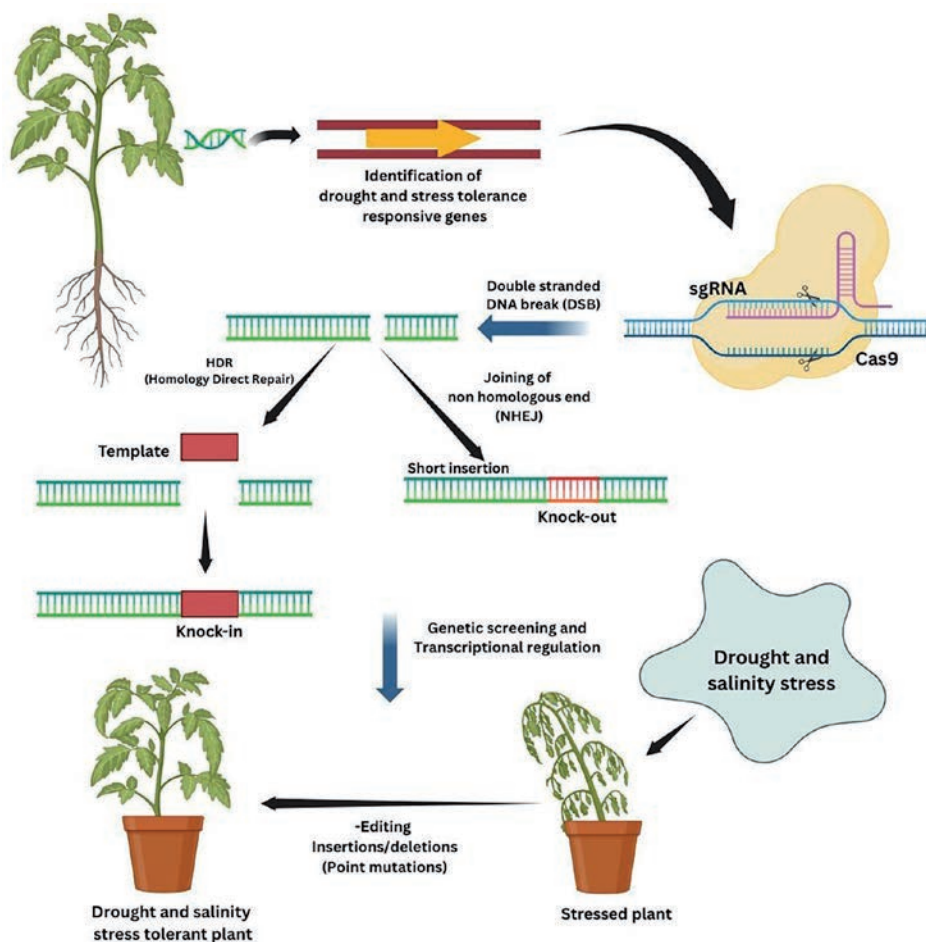 Identification of
drought and stress tolerance
responsive genes
sgRNA
Cas9
Double stranded
DNA break (DSB)
HDR
(Homology Direct Repair)
Joining of
non homologous end
(NHEJ)
Template
Short insertion
Knock-out
Knock-in
Genetic screening and
Transcriptional regulation
Drought and
salinity stress
-Editing
Insertions/deletions
(Point mutations)
Stressed plant
Drought and salinity
stress tolerant plant